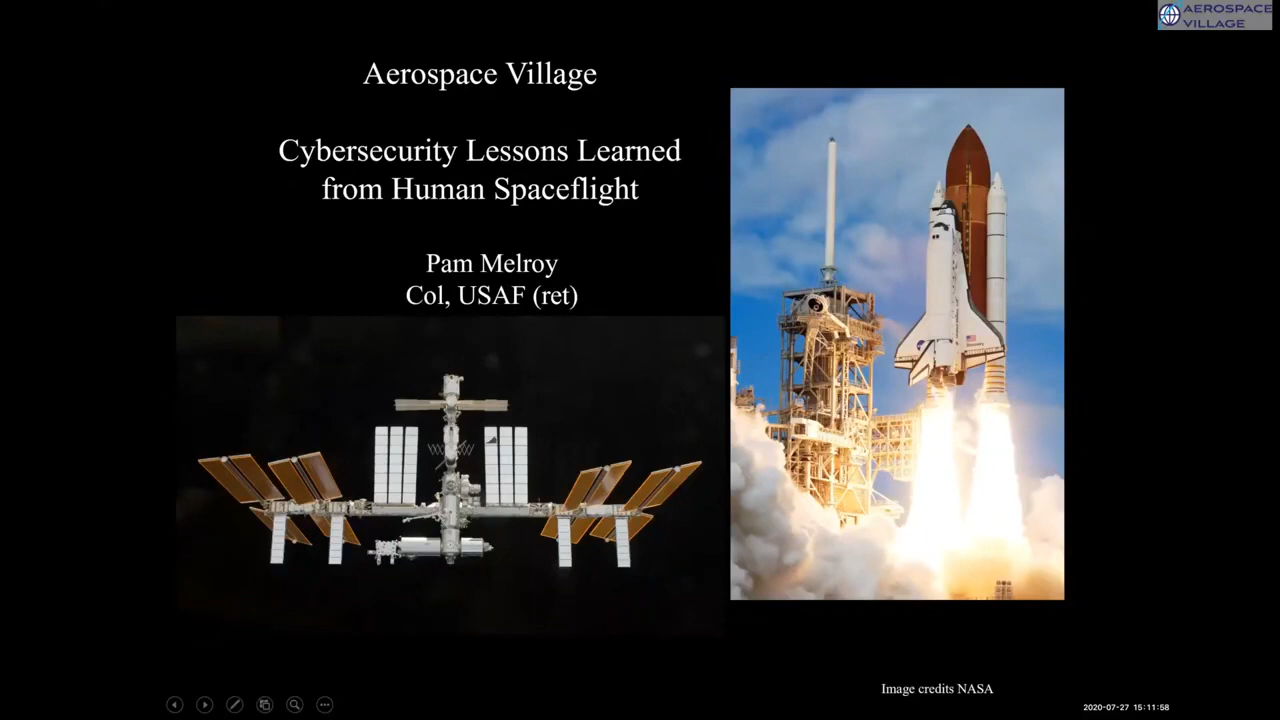 AEROSPACE
VILLAGE
Aerospace Village
Cybersecurity Lessons Learned
from Human Spaceflight
Pam Melroy
Col, USAF (ret)
Image credits NASA
2020-07-27 15:11:58